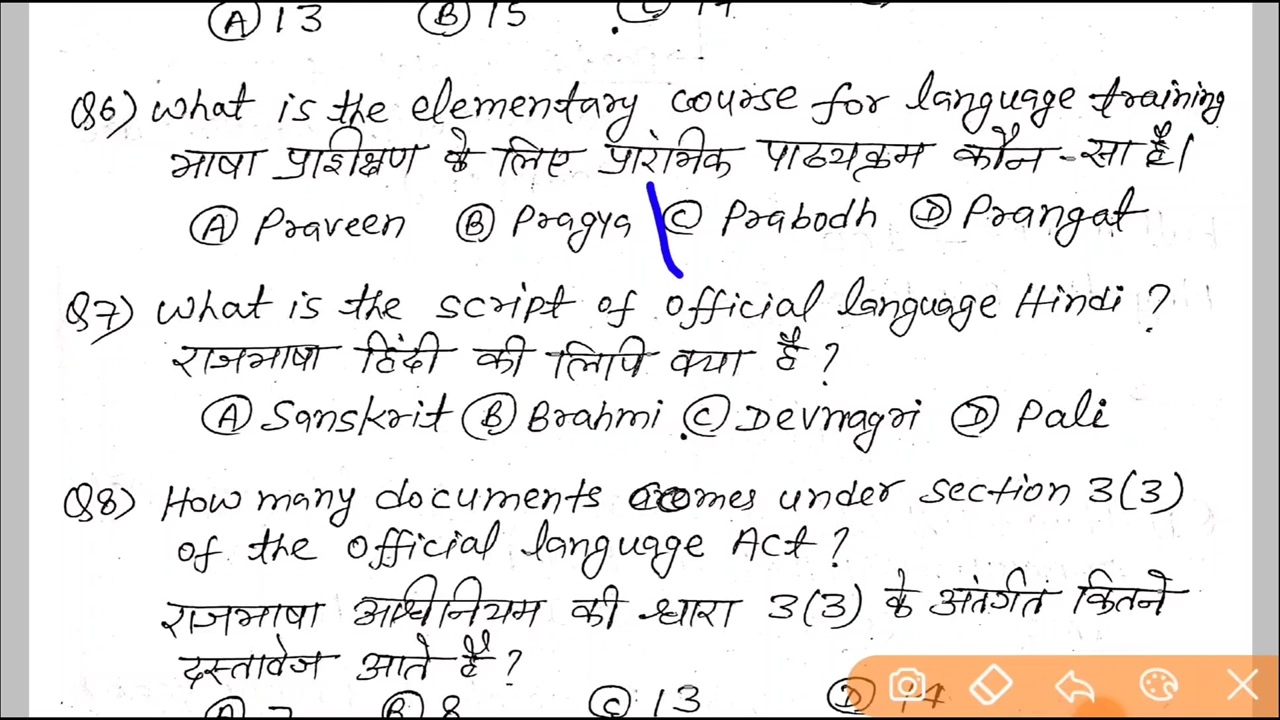 (A) 13 (B) 15 (C)
Q6) What is the elementary course for language training
भाषा प्रशिक्षण के लिए प्रारंभिक पाठ्यक्रम कौन-सा है।
(A) Praveen (B) Pragya (C) Prabodh (D) Prangat
Q7) What is the script of official language Hindi ?
राजभाषा हिंदी की लिपि क्या है ?
(A) Sanskrit (B) Brahmi (C) Devnagri (D) Pali
Q8) How many documents comes under section 3(3)
of the official language Act ?
राजभाषा अधिनियम की धारा 3(3) के अंतर्गत कितने
दस्तावेज आते हैं ?
(A) (B) 8 (C) 13 (D) 14